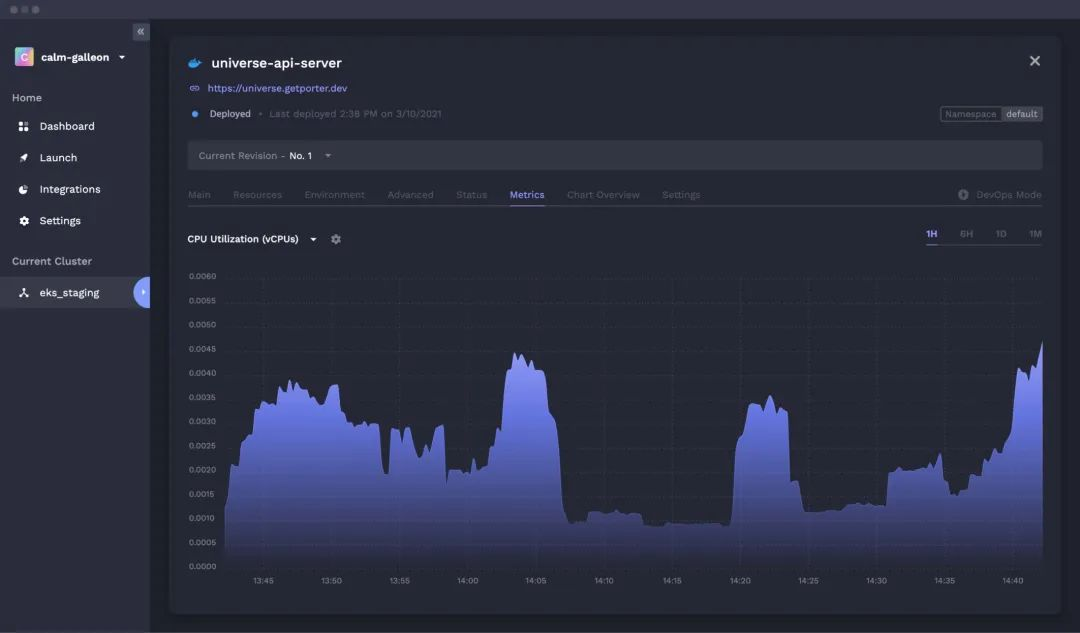 «
C calm-galleon
Home
Dashboard
Launch
Integrations
Settings
Current Cluster
eks_staging
universe-api-server
https://universe.getporter.dev
Deployed • Last deployed 2:38 PM on 3/10/2021
Namespace default
Current Revision - No. 1
Main Resources Environment Advanced Status Metrics Chart Overview Settings DevOps Mode
CPU Utilization (vCPUs)
1H 6H 1D 1M
0.0060
0.0055
0.0050
0.0045
0.0040
0.0035
0.0030
0.0025
0.0020
0.0015
0.0010
0.0005
0.0000
13:45 13:50 13:55 14:00 14:05 14:10 14:15 14:20 14:25 14:30 14:35 14:40